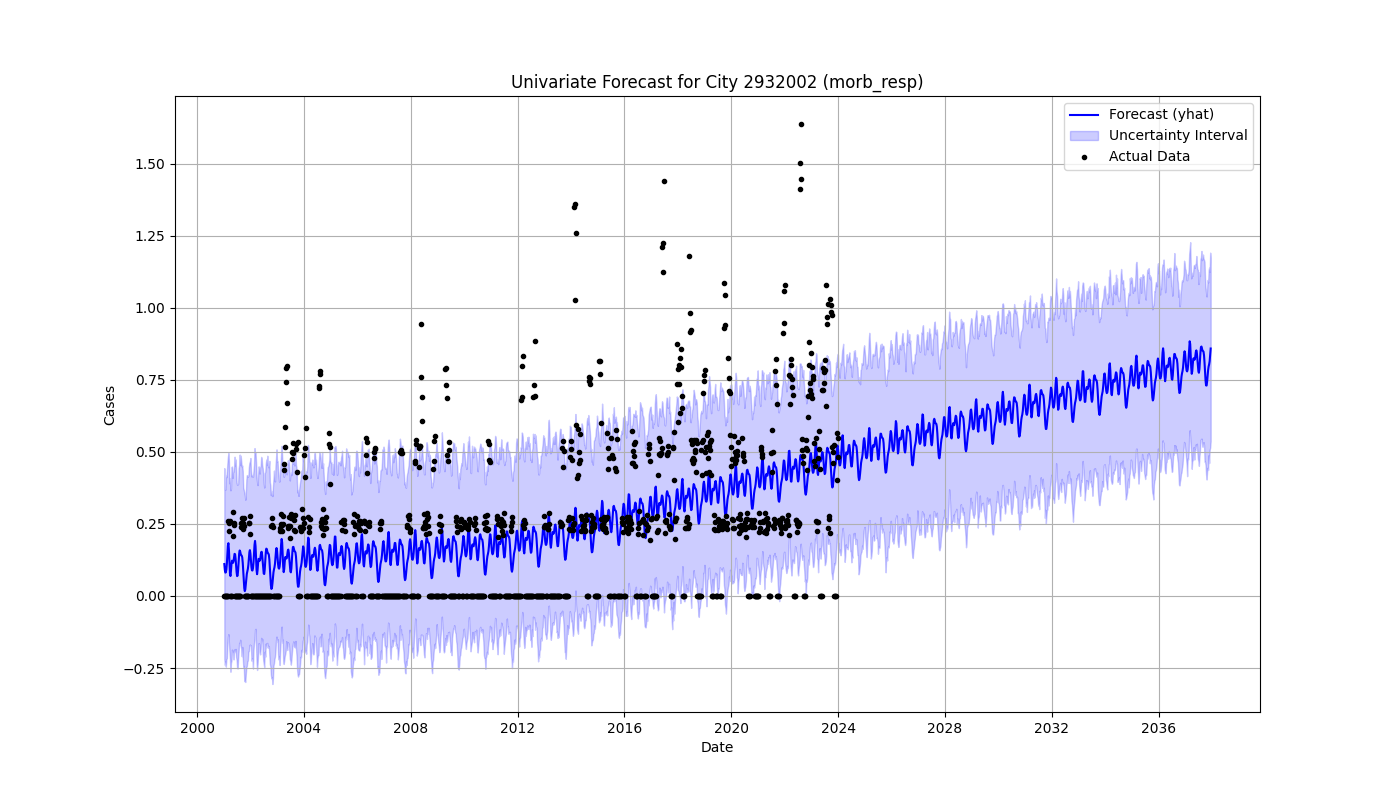 Univariate Forecast for City 2932002 (morb_resp)
Forecast (yhat)
Uncertainty Interval
Actual Data
1.50
1.25
1.00
0.75
0.50
0.25
0.00
−0.25
Cases
2000 2004 2008 2012 2016 2020 2024 2028 2032 2036
Date